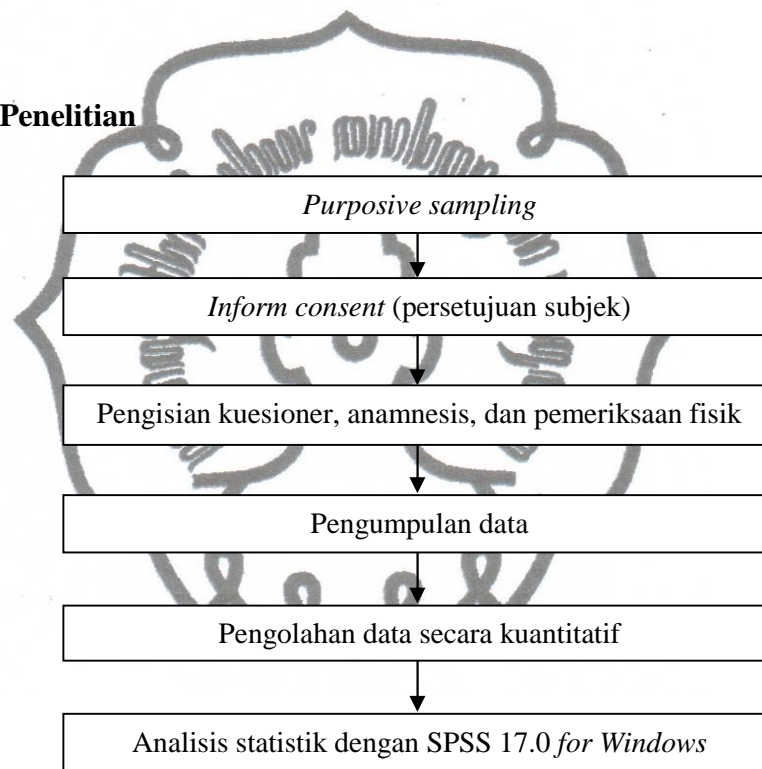 Penelitian
Purposive sampling
Inform consent (persetujuan subjek)
Pengisian kuesioner, anamnesis, dan pemeriksaan fisik
Pengumpulan data
Pengolahan data secara kuantitatif
Analisis statistik dengan SPSS 17.0 for Windows